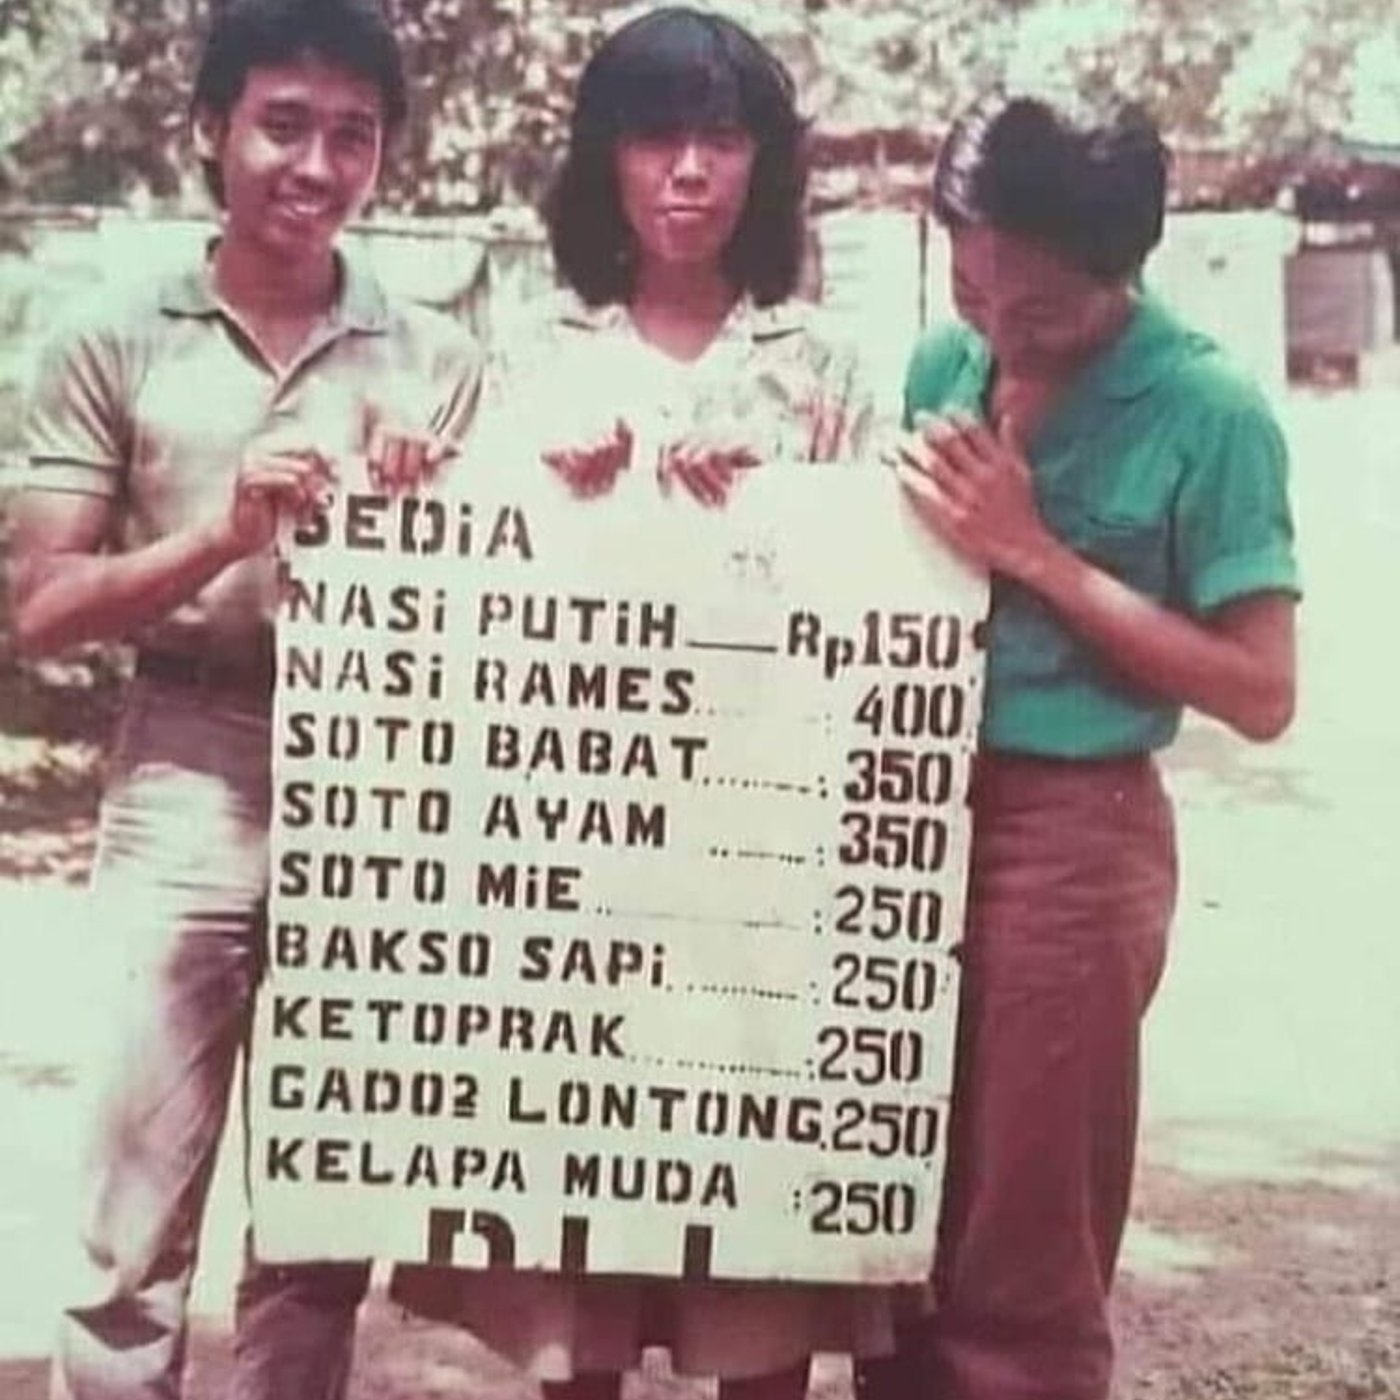 SEDiA
NASi PUTiH Rp150
NASi RAMES 400
SOTO BABAT : 350
SOTO AYAM : 350
SOTO MiE : 250
BAKSO SAPi : 250
KETOPRAK : 250
GADO2 LONTONG 250
KELAPA MUDA : 250
DLL